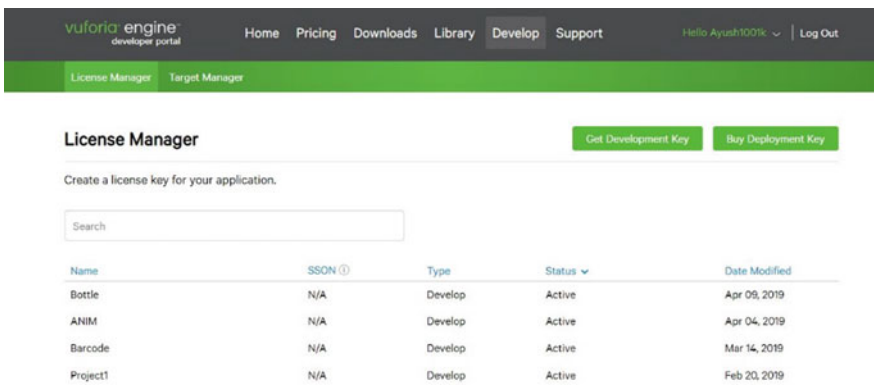 vuforia engine
developer portal
Home Pricing Downloads Library Develop Support
Hello Ayush1001k Log Out
License Manager Target Manager
License Manager
Get Development Key Buy Deployment Key
Create a license key for your application.
Search
Name SSON Type Status Date Modified
Bottle N/A Develop Active Apr 09, 2019
ANIM N/A Develop Active Apr 04, 2019
Barcode N/A Develop Active Mar 14, 2019
Project1 N/A Develop Active Feb 20, 2019